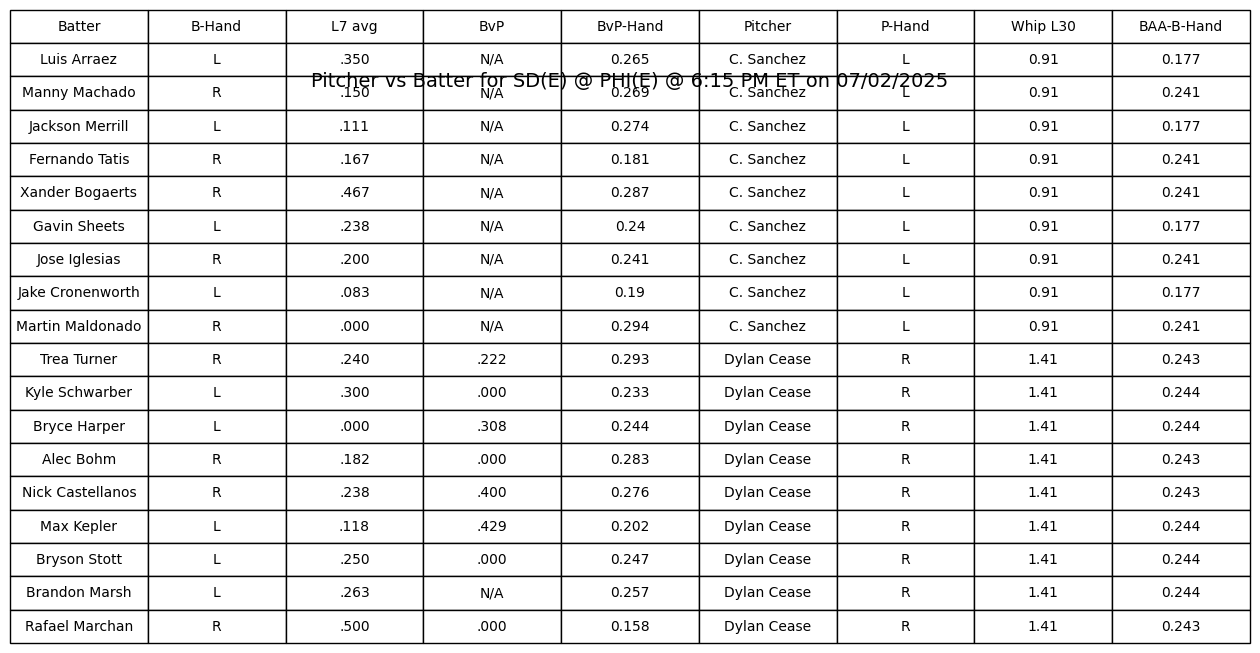 Batter B-Hand L7 avg BvP BvP-Hand Pitcher P-Hand Whip L30 BAA-B-Hand
Luis Arraez L .350 N/A 0.265 C. Sanchez L 0.91 0.177
Pitcher vs Batter for SD(E) @ PHI(E) @ 6:15 PM ET on 07/02/2025
Manny Machado R .150 N/A 0.269 C. Sanchez L 0.91 0.241
Jackson Merrill L .111 N/A 0.274 C. Sanchez L 0.91 0.177
Fernando Tatis R .167 N/A 0.181 C. Sanchez L 0.91 0.241
Xander Bogaerts R .467 N/A 0.287 C. Sanchez L 0.91 0.241
Gavin Sheets L .238 N/A 0.24 C. Sanchez L 0.91 0.177
Jose Iglesias R .200 N/A 0.241 C. Sanchez L 0.91 0.241
Jake Cronenworth L .083 N/A 0.19 C. Sanchez L 0.91 0.177
Martin Maldonado R .000 N/A 0.294 C. Sanchez L 0.91 0.241
Trea Turner R .240 .222 0.293 Dylan Cease R 1.41 0.243
Kyle Schwarber L .300 .000 0.233 Dylan Cease R 1.41 0.244
Bryce Harper L .000 .308 0.244 Dylan Cease R 1.41 0.244
Alec Bohm R .182 .000 0.283 Dylan Cease R 1.41 0.243
Nick Castellanos R .238 .400 0.276 Dylan Cease R 1.41 0.243
Max Kepler L .118 .429 0.202 Dylan Cease R 1.41 0.244
Bryson Stott L .250 .000 0.247 Dylan Cease R 1.41 0.244
Brandon Marsh L .263 N/A 0.257 Dylan Cease R 1.41 0.244
Rafael Marchan R .500 .000 0.158 Dylan Cease R 1.41 0.243